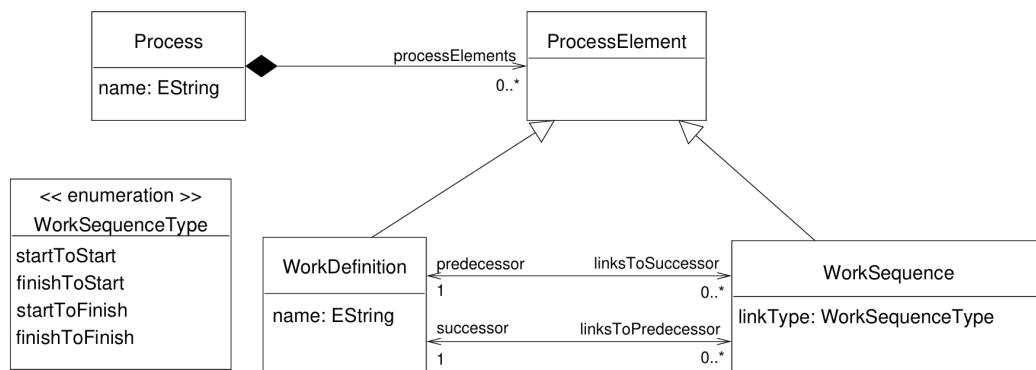 Process
name: EString
processElements
0..*
ProcessElement
<< enumeration >>
WorkSequenceType
startToStart
finishToStart
startToFinish
finishToFinish
WorkDefinition
name: EString
predecessor
1
linksToSuccessor
0..*
successor
1
linksToPredecessor
0..*
WorkSequence
linkType: WorkSequenceType